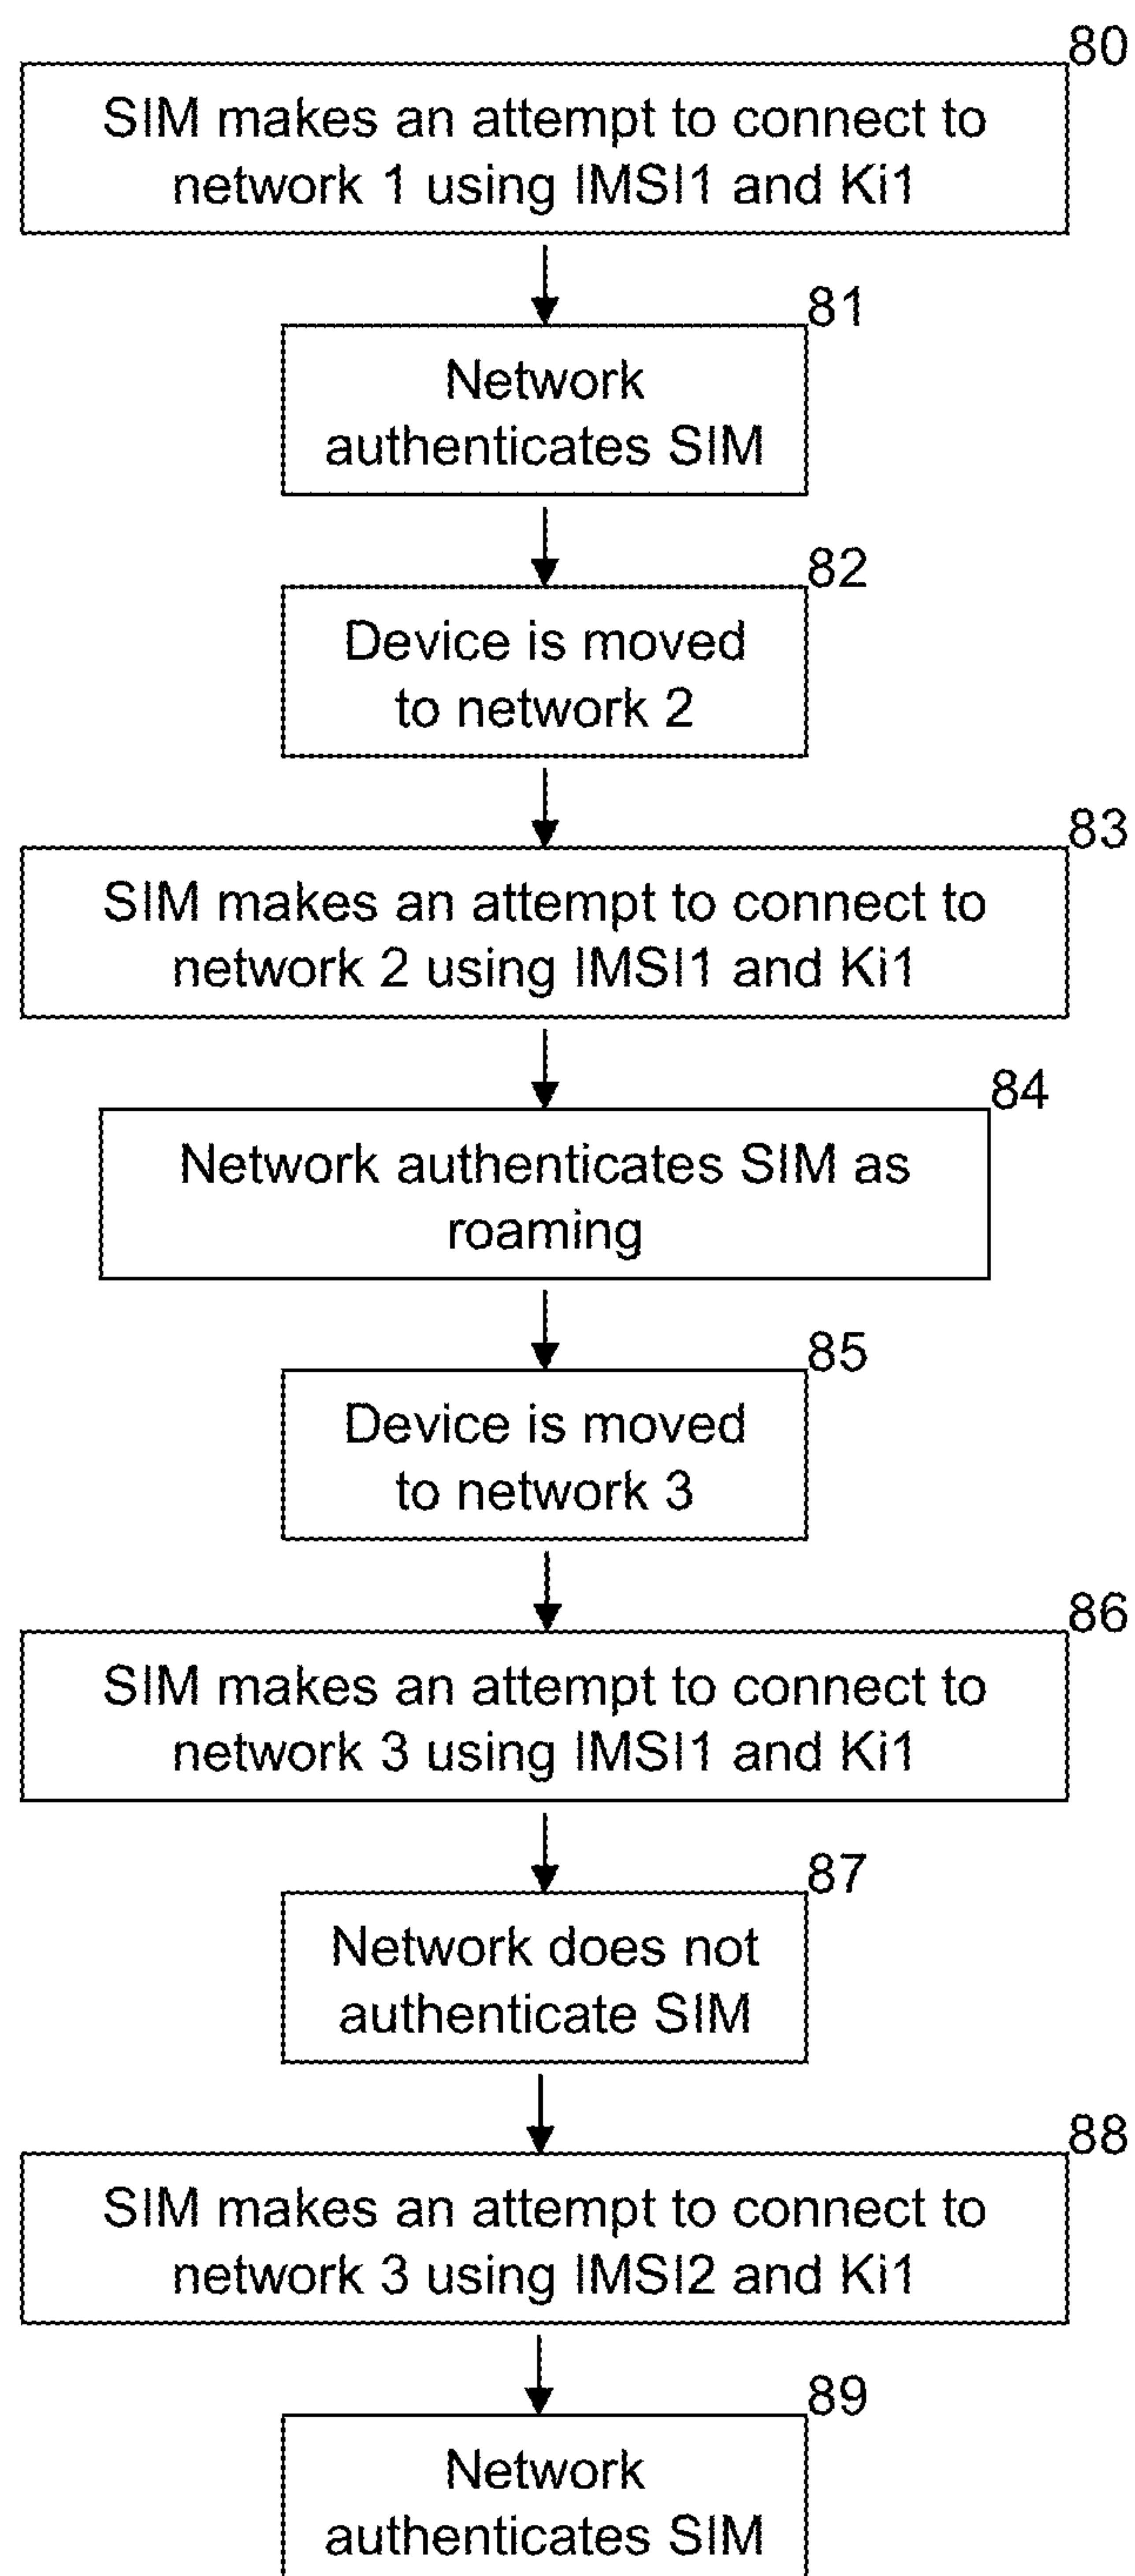 80
SIM makes an attempt to connect to
network 1 using IMSI1 and Ki1
81
Network
authenticates SIM
82
Device is moved
to network 2
83
SIM makes an attempt to connect to
network 2 using IMSI1 and Ki1
84
Network authenticates SIM as
roaming
85
Device is moved
to network 3
86
SIM makes an attempt to connect to
network 3 using IMSI1 and Ki1
87
Network does not
authenticate SIM
88
SIM makes an attempt to connect to
network 3 using IMSI2 and Ki1
89
Network
authenticates SIM